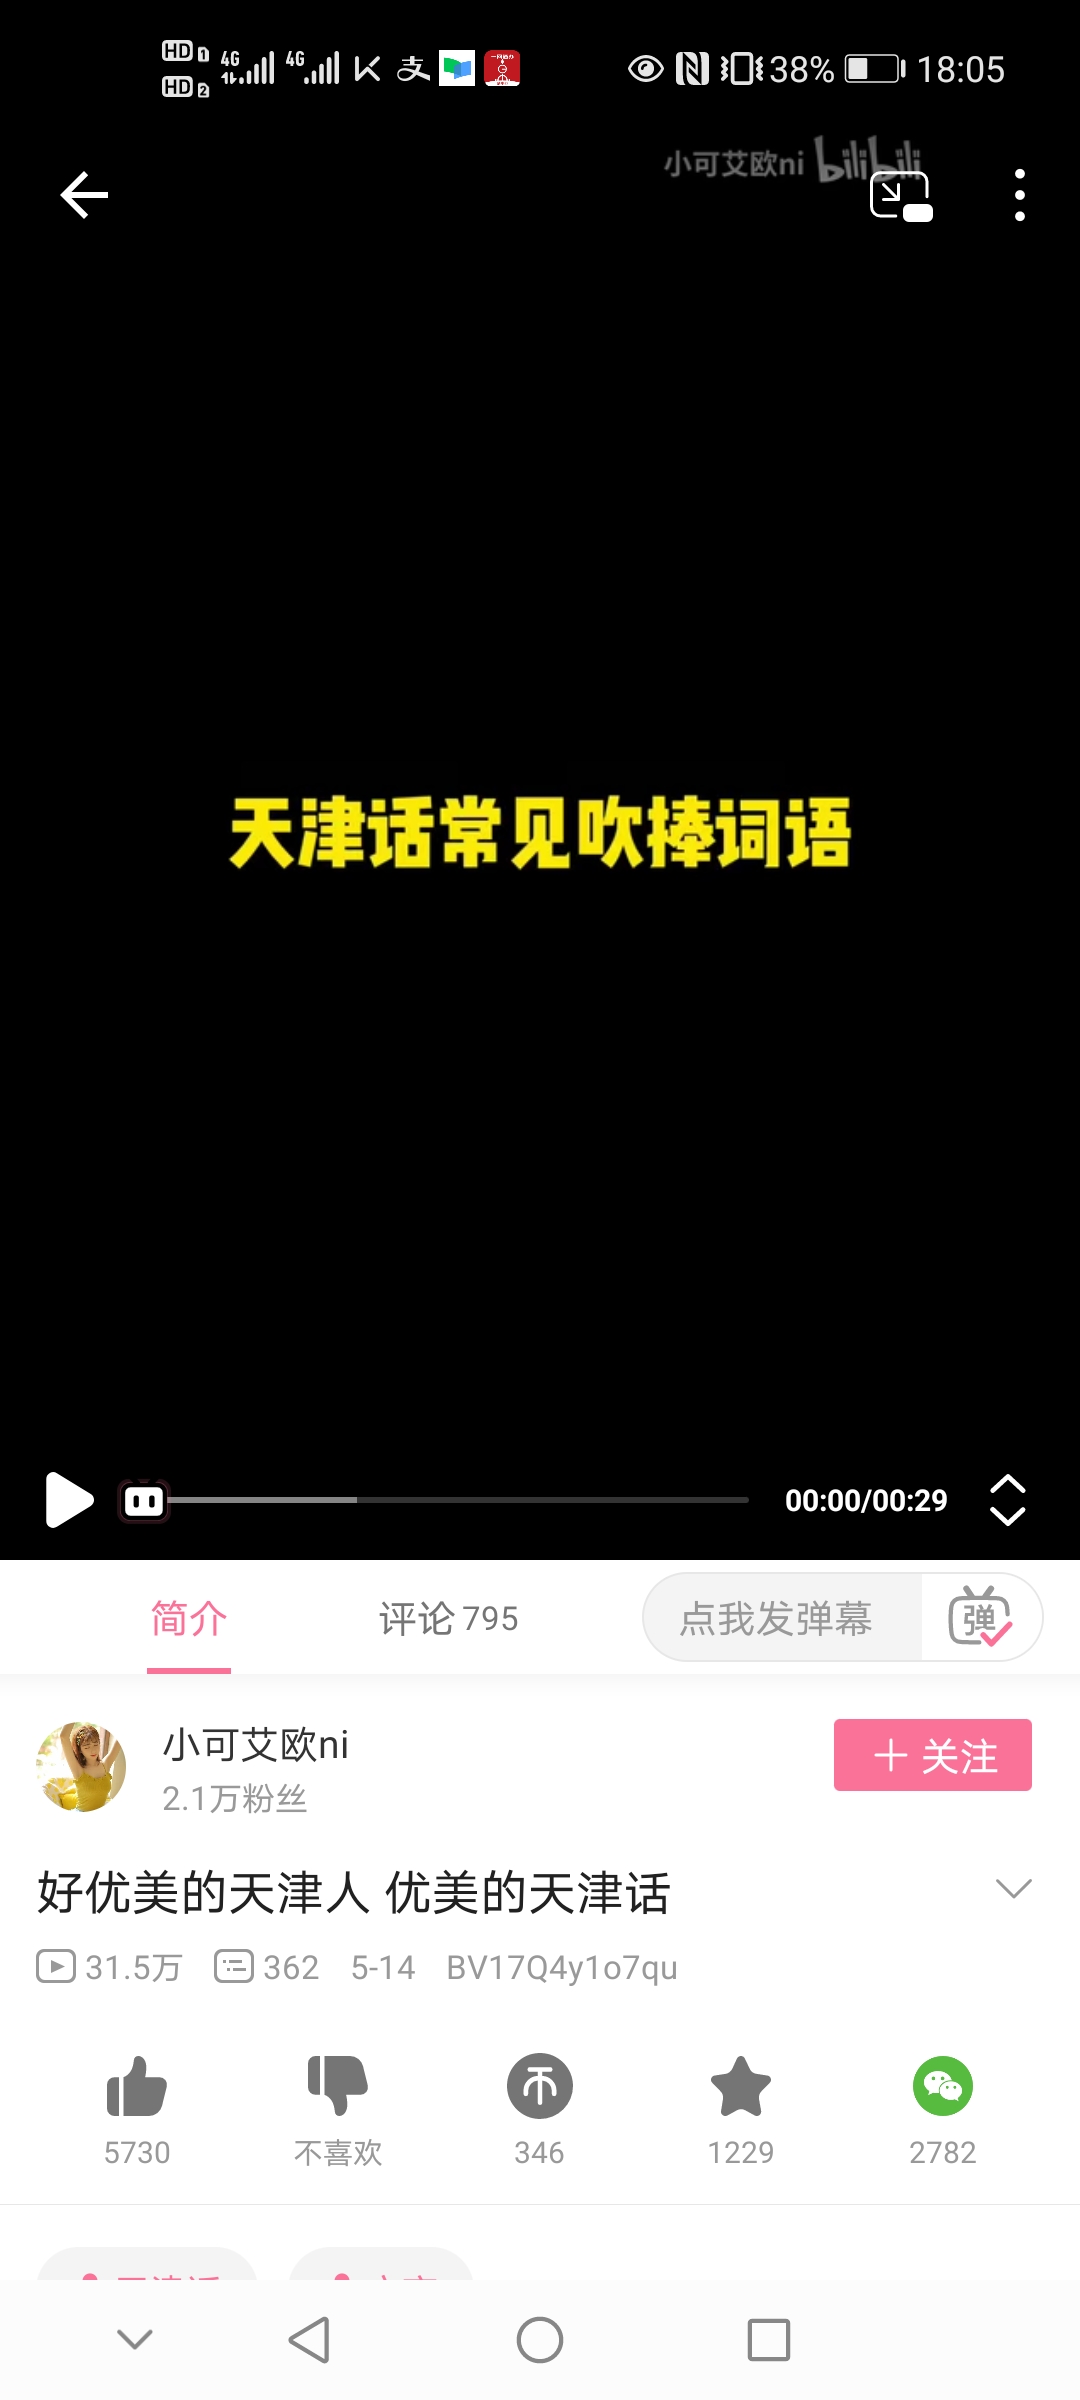 HD 1 4G 4G 38% 18:05
HD 2
小可艾欧ni bilibili
天津话常见吹捧词语
00:00/00:29
简介 评论 795 点我发弹幕 弹
小可艾欧ni
2.1万粉丝
关注
好优美的天津人 优美的天津话
31.5万 362 5-14 BV17Q4y1o7qu
5730 不喜欢 346 1229 2782